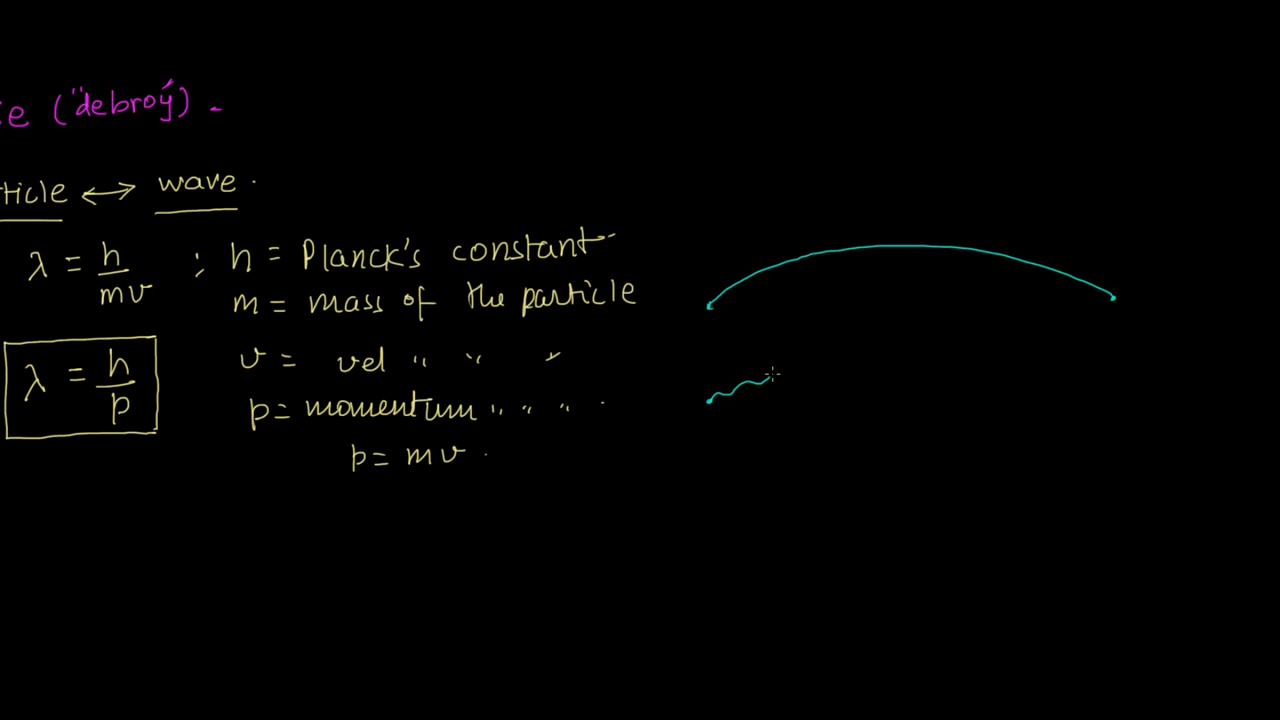 ie ("debroy") .
ticle ↔ wave .
λ = h/mv ; h = Planck's constant
m = mass of the particle
v = vel " " "
λ = h/p
p = momentum " " " .
p = mv .